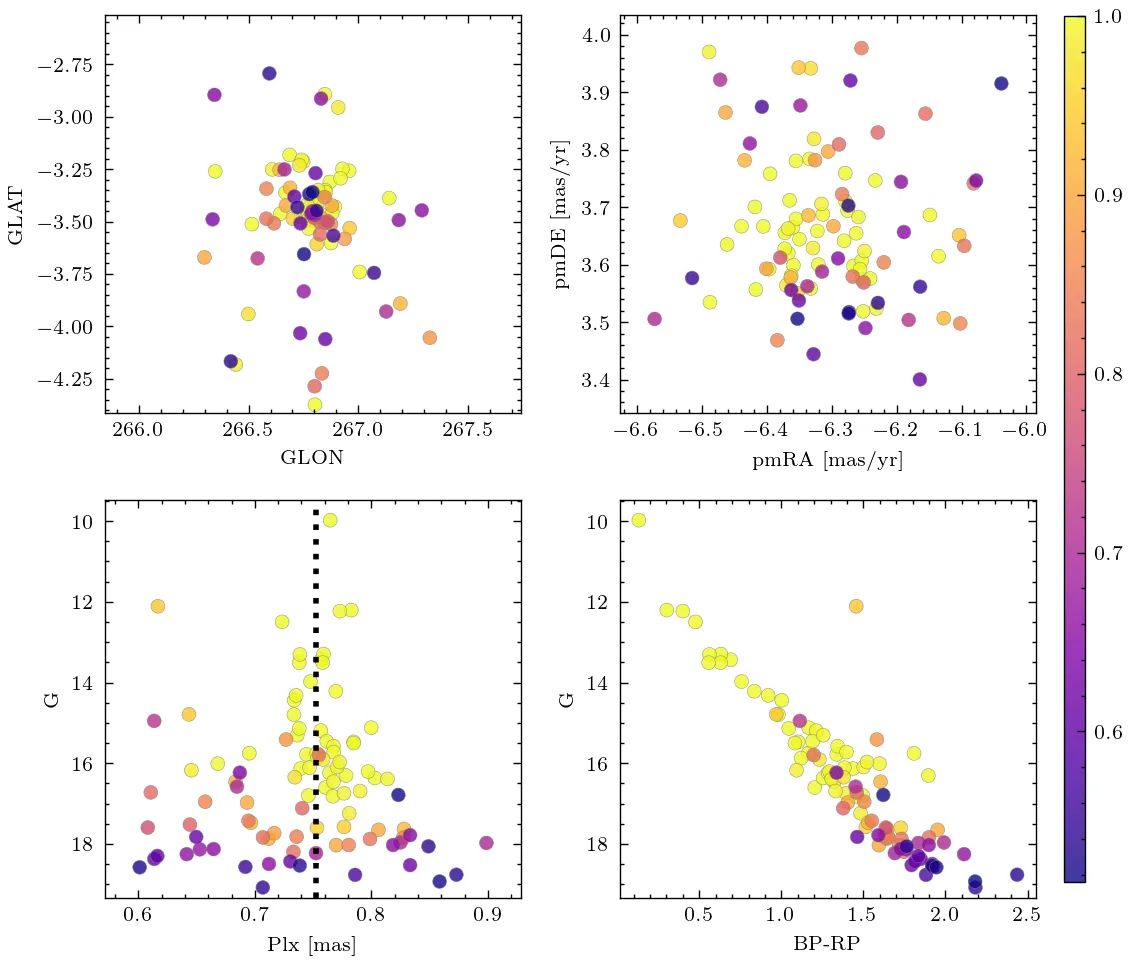 −2.75
−3.00
−3.25
−3.50
−3.75
−4.00
−4.25
GLAT
266.0 266.5 267.0 267.5
GLON
4.0
3.9
3.8
3.7
3.6
3.5
3.4
pmDE [mas/yr]
−6.6 −6.5 −6.4 −6.3 −6.2 −6.1 −6.0
pmRA [mas/yr]
10
12
14
16
18
G
0.6 0.7 0.8 0.9
Plx [mas]
10
12
14
16
18
G
0.5 1.0 1.5 2.0 2.5
BP-RP
1.0
0.9
0.8
0.7
0.6